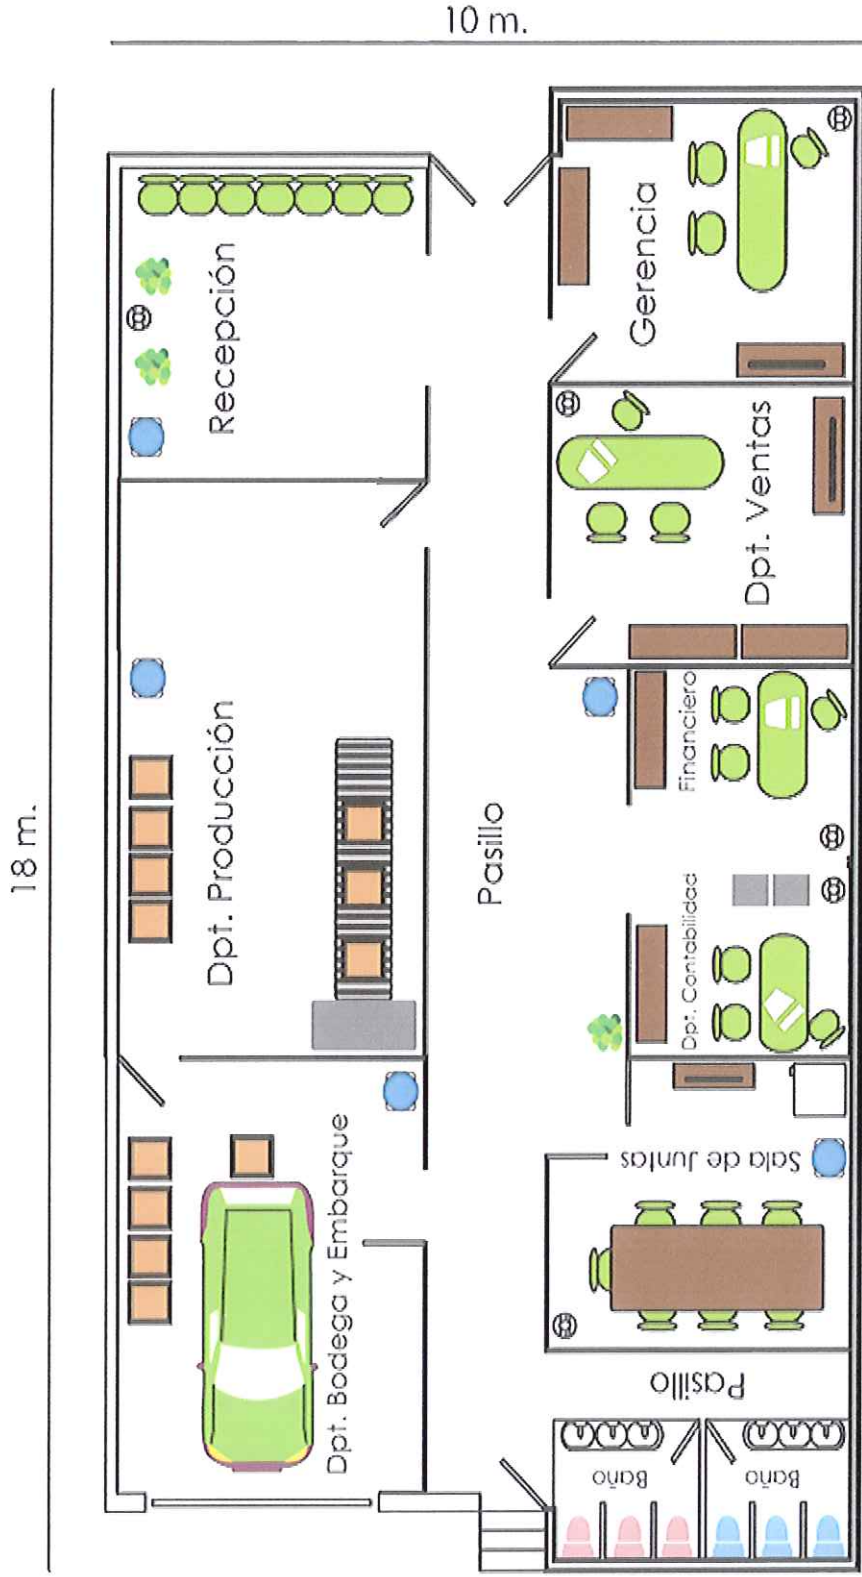 10 m.
18 m.
Recepción
Gerencia
Dpt. Ventas
Dpt. Producción
Pasillo
Financiero
Dpt. Contabilidad
Sala de Juntas
Dpt. Bodega y Embarque
Pasillo
Baño
Baño